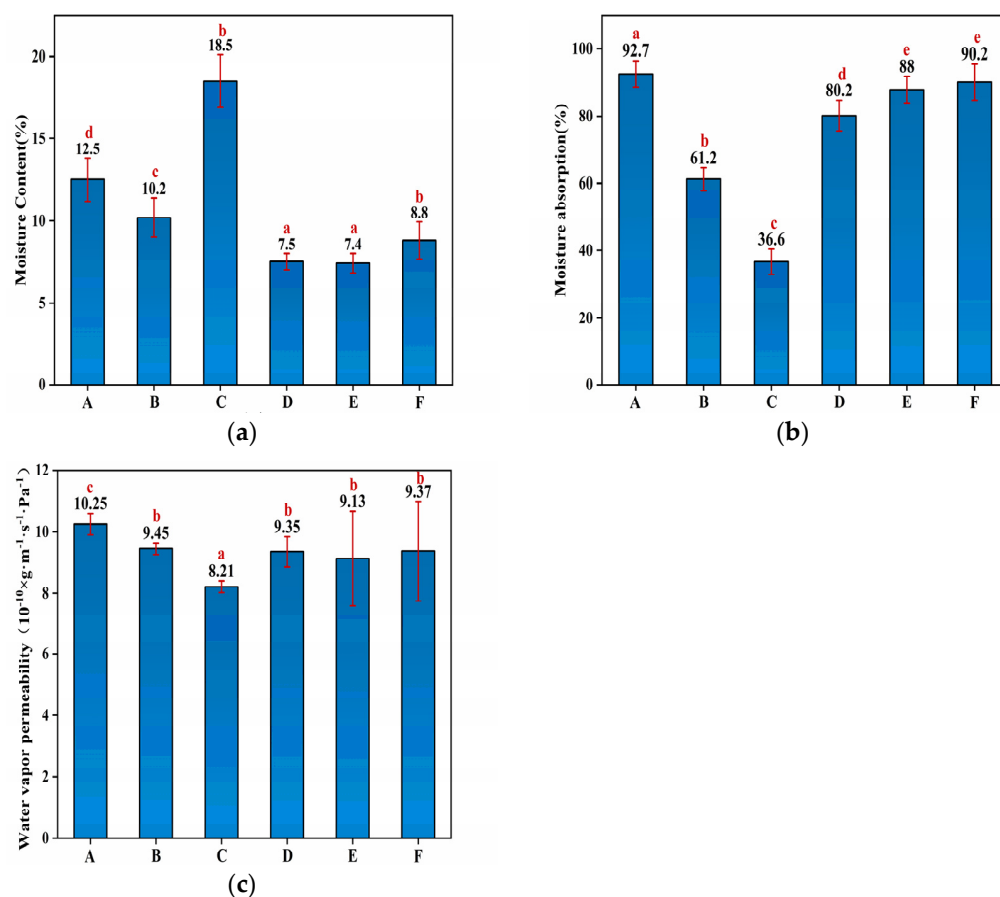 Moisture Content(%)
20
15
10
5
0
d
12.5
c
10.2
b
18.5
a
7.5
a
7.4
b
8.8
A B C D E F
(a)
Moisture absorption(%)
100
80
60
40
20
0
a
92.7
b
61.2
c
36.6
d
80.2
e
88
e
90.2
A B C D E F
(b)
Water vapor permeability（10⁻¹⁰×g·m⁻¹·s⁻¹·Pa⁻¹)
12
10
8
6
4
2
0
c
10.25
b
9.45
a
8.21
b
9.35
b
9.13
b
9.37
A B C D E F
(c)